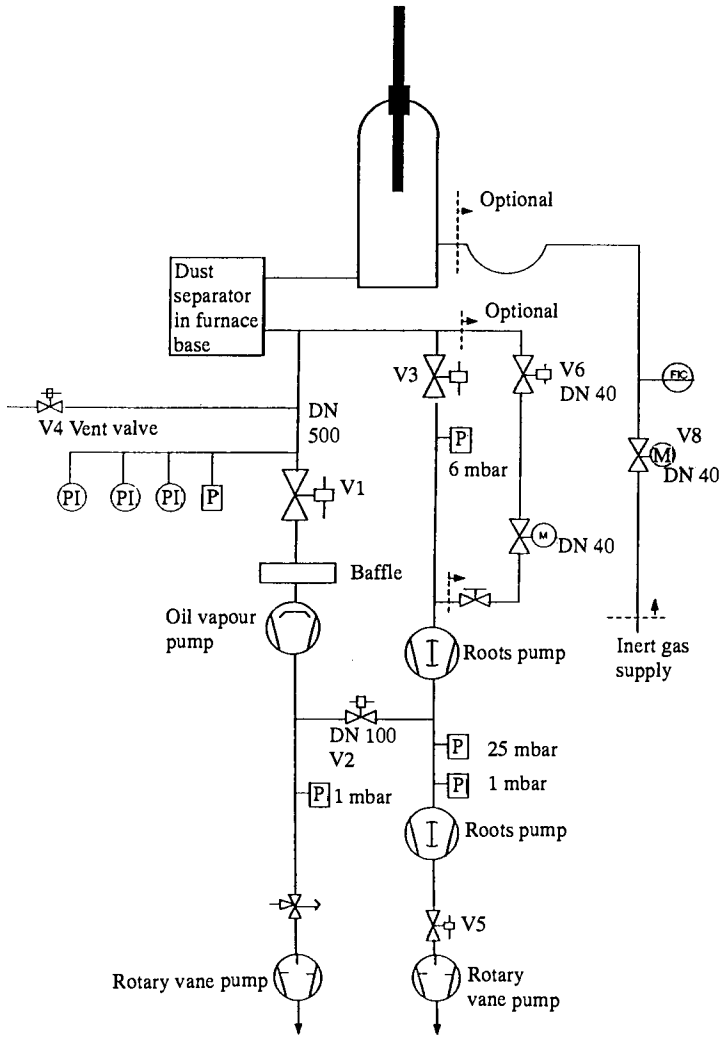 Optional
Dust
separator
in furnace
base
Optional
V3
V6
DN 40
FIC
V4 Vent valve
DN
500
P
6 mbar
V8
M
DN 40
PI
PI
PI
P
V1
M
DN 40
Baffle
Oil vapour
pump
Roots pump
Inert gas
supply
DN 100
V2
P
25 mbar
P
1 mbar
P
1 mbar
Roots pump
V5
Rotary vane pump
Rotary
vane pump